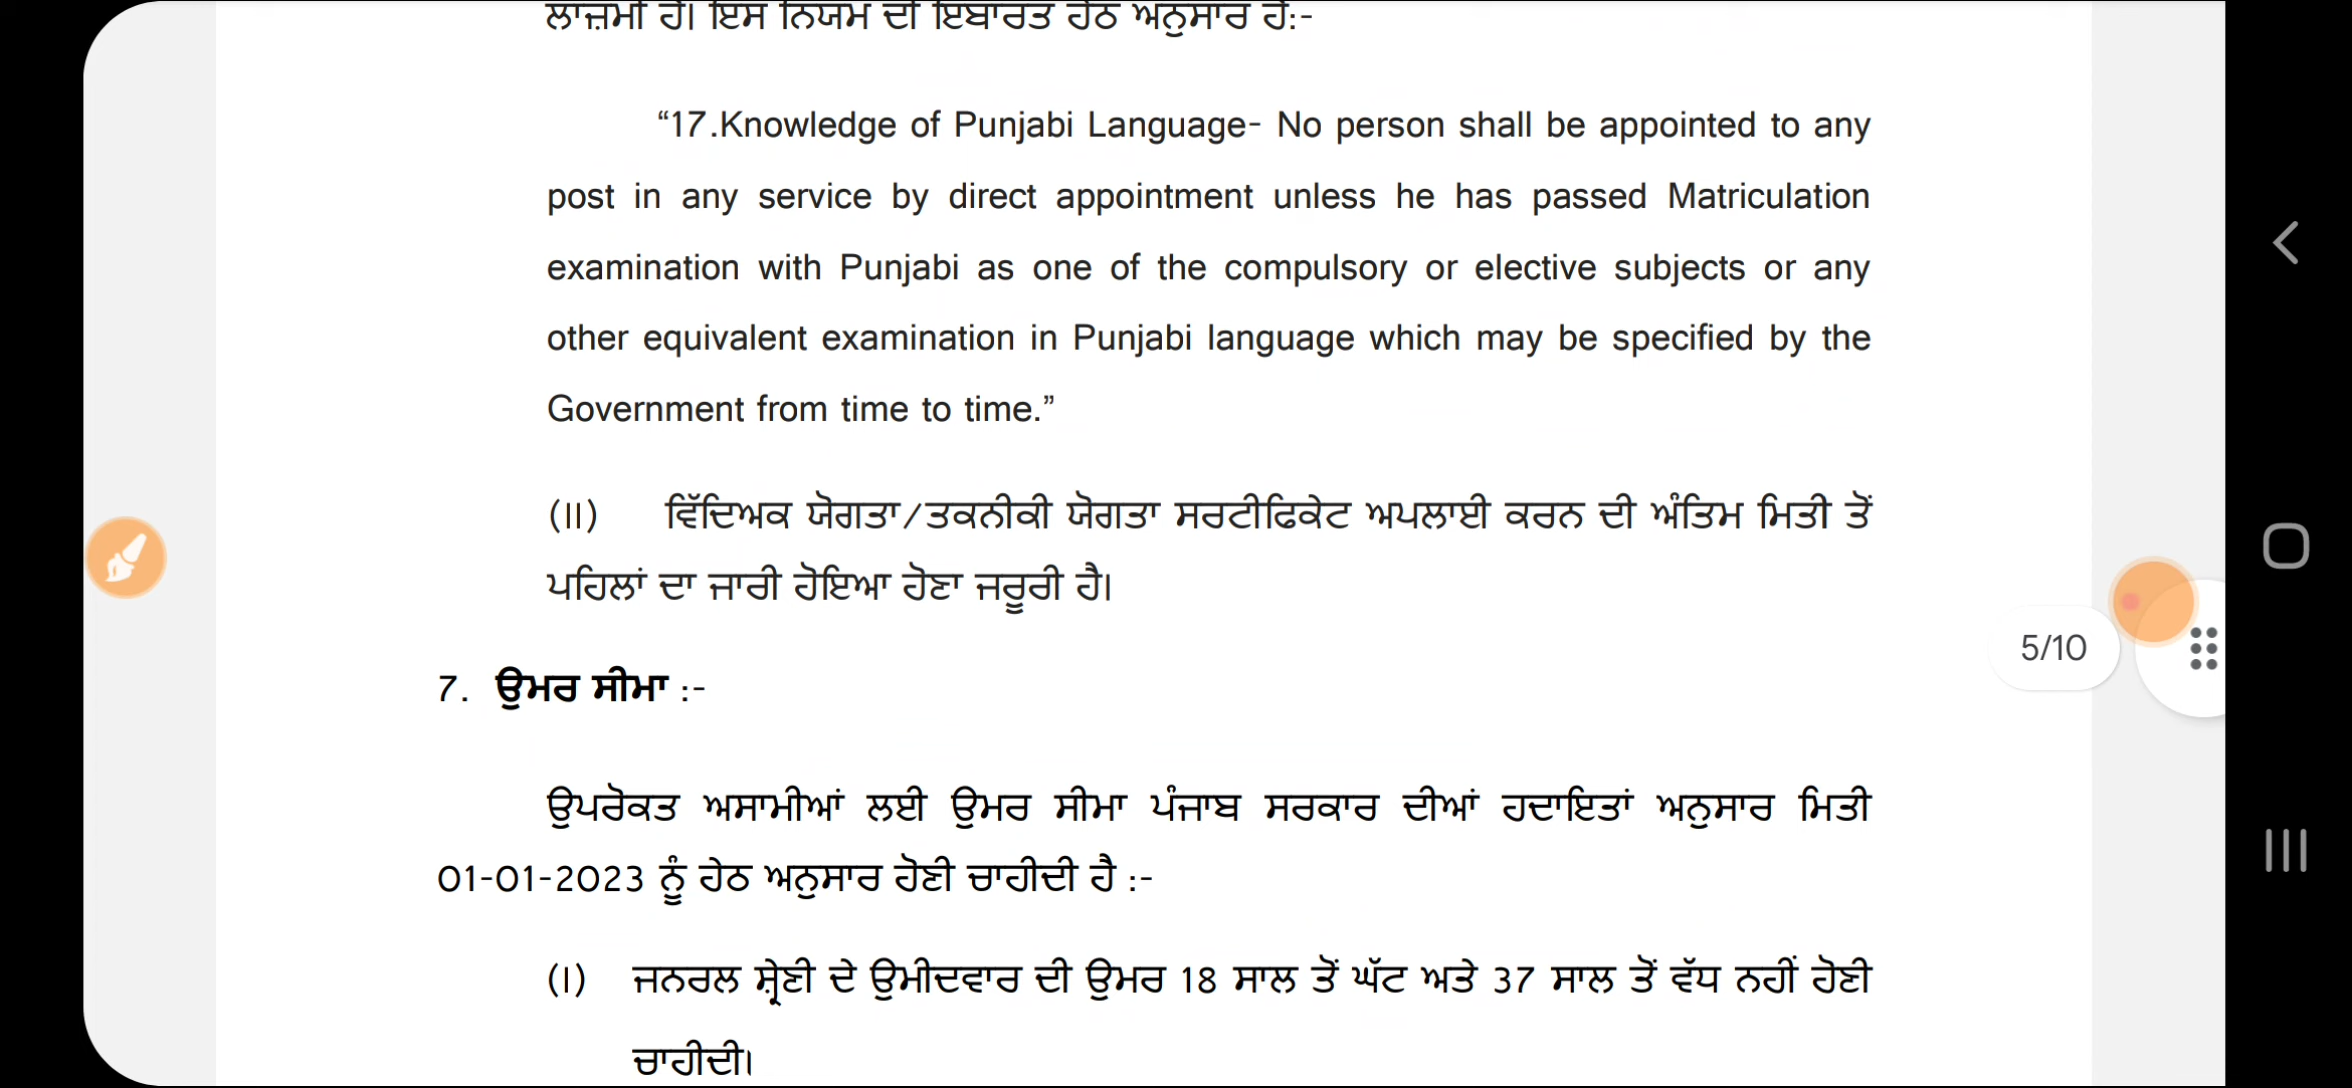 ਲਾਜ਼ਮੀ ਹੈ। ਇਸ ਨਿਯਮ ਦੀ ਇਬਾਰਤ ਹੇਠ ਅਨੁਸਾਰ ਹੈ:-
“17.Knowledge of Punjabi Language- No person shall be appointed to any
post in any service by direct appointment unless he has passed Matriculation
examination with Punjabi as one of the compulsory or elective subjects or any
other equivalent examination in Punjabi language which may be specified by the
Government from time to time.”
(II) ਵਿੱਦਿਅਕ ਯੋਗਤਾ/ਤਕਨੀਕੀ ਯੋਗਤਾ ਸਰਟੀਫਿਕੇਟ ਅਪਲਾਈ ਕਰਨ ਦੀ ਅੰਤਿਮ ਮਿਤੀ ਤੋਂ
ਪਹਿਲਾਂ ਦਾ ਜਾਰੀ ਹੋਇਆ ਹੋਣਾ ਜਰੂਰੀ ਹੈ।
5/10
7. ਉਮਰ ਸੀਮਾ :-
ਉਪਰੋਕਤ ਅਸਾਮੀਆਂ ਲਈ ਉਮਰ ਸੀਮਾ ਪੰਜਾਬ ਸਰਕਾਰ ਦੀਆਂ ਹਦਾਇਤਾਂ ਅਨੁਸਾਰ ਮਿਤੀ
01-01-2023 ਨੂੰ ਹੇਠ ਅਨੁਸਾਰ ਹੋਣੀ ਚਾਹੀਦੀ ਹੈ :-
(I) ਜਨਰਲ ਸ਼੍ਰੇਣੀ ਦੇ ਉਮੀਦਵਾਰ ਦੀ ਉਮਰ 18 ਸਾਲ ਤੋਂ ਘੱਟ ਅਤੇ 37 ਸਾਲ ਤੋਂ ਵੱਧ ਨਹੀਂ ਹੋਣੀ
ਚਾਹੀਦੀ।